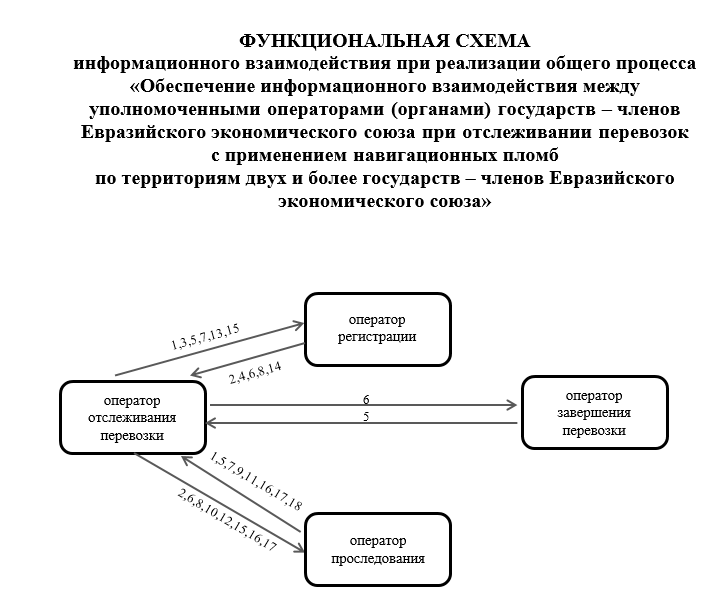 ФУНКЦИОНАЛЬНАЯ СХЕМА
информационного взаимодействия при реализации общего процесса
«Обеспечение информационного взаимодействия между
уполномоченными операторами (органами) государств – членов
Евразийского экономического союза при отслеживании перевозок
с применением навигационных пломб
по территориям двух и более государств – членов Евразийского
экономического союза»
оператор
регистрации
1,3,5,7,13,15
2,4,6,8,14
оператор
отслеживания
перевозки
6
5
оператор
завершения
перевозки
1,5,7,9,11,16,17,18
2,6,8,10,12,15,16,17
оператор
проследования